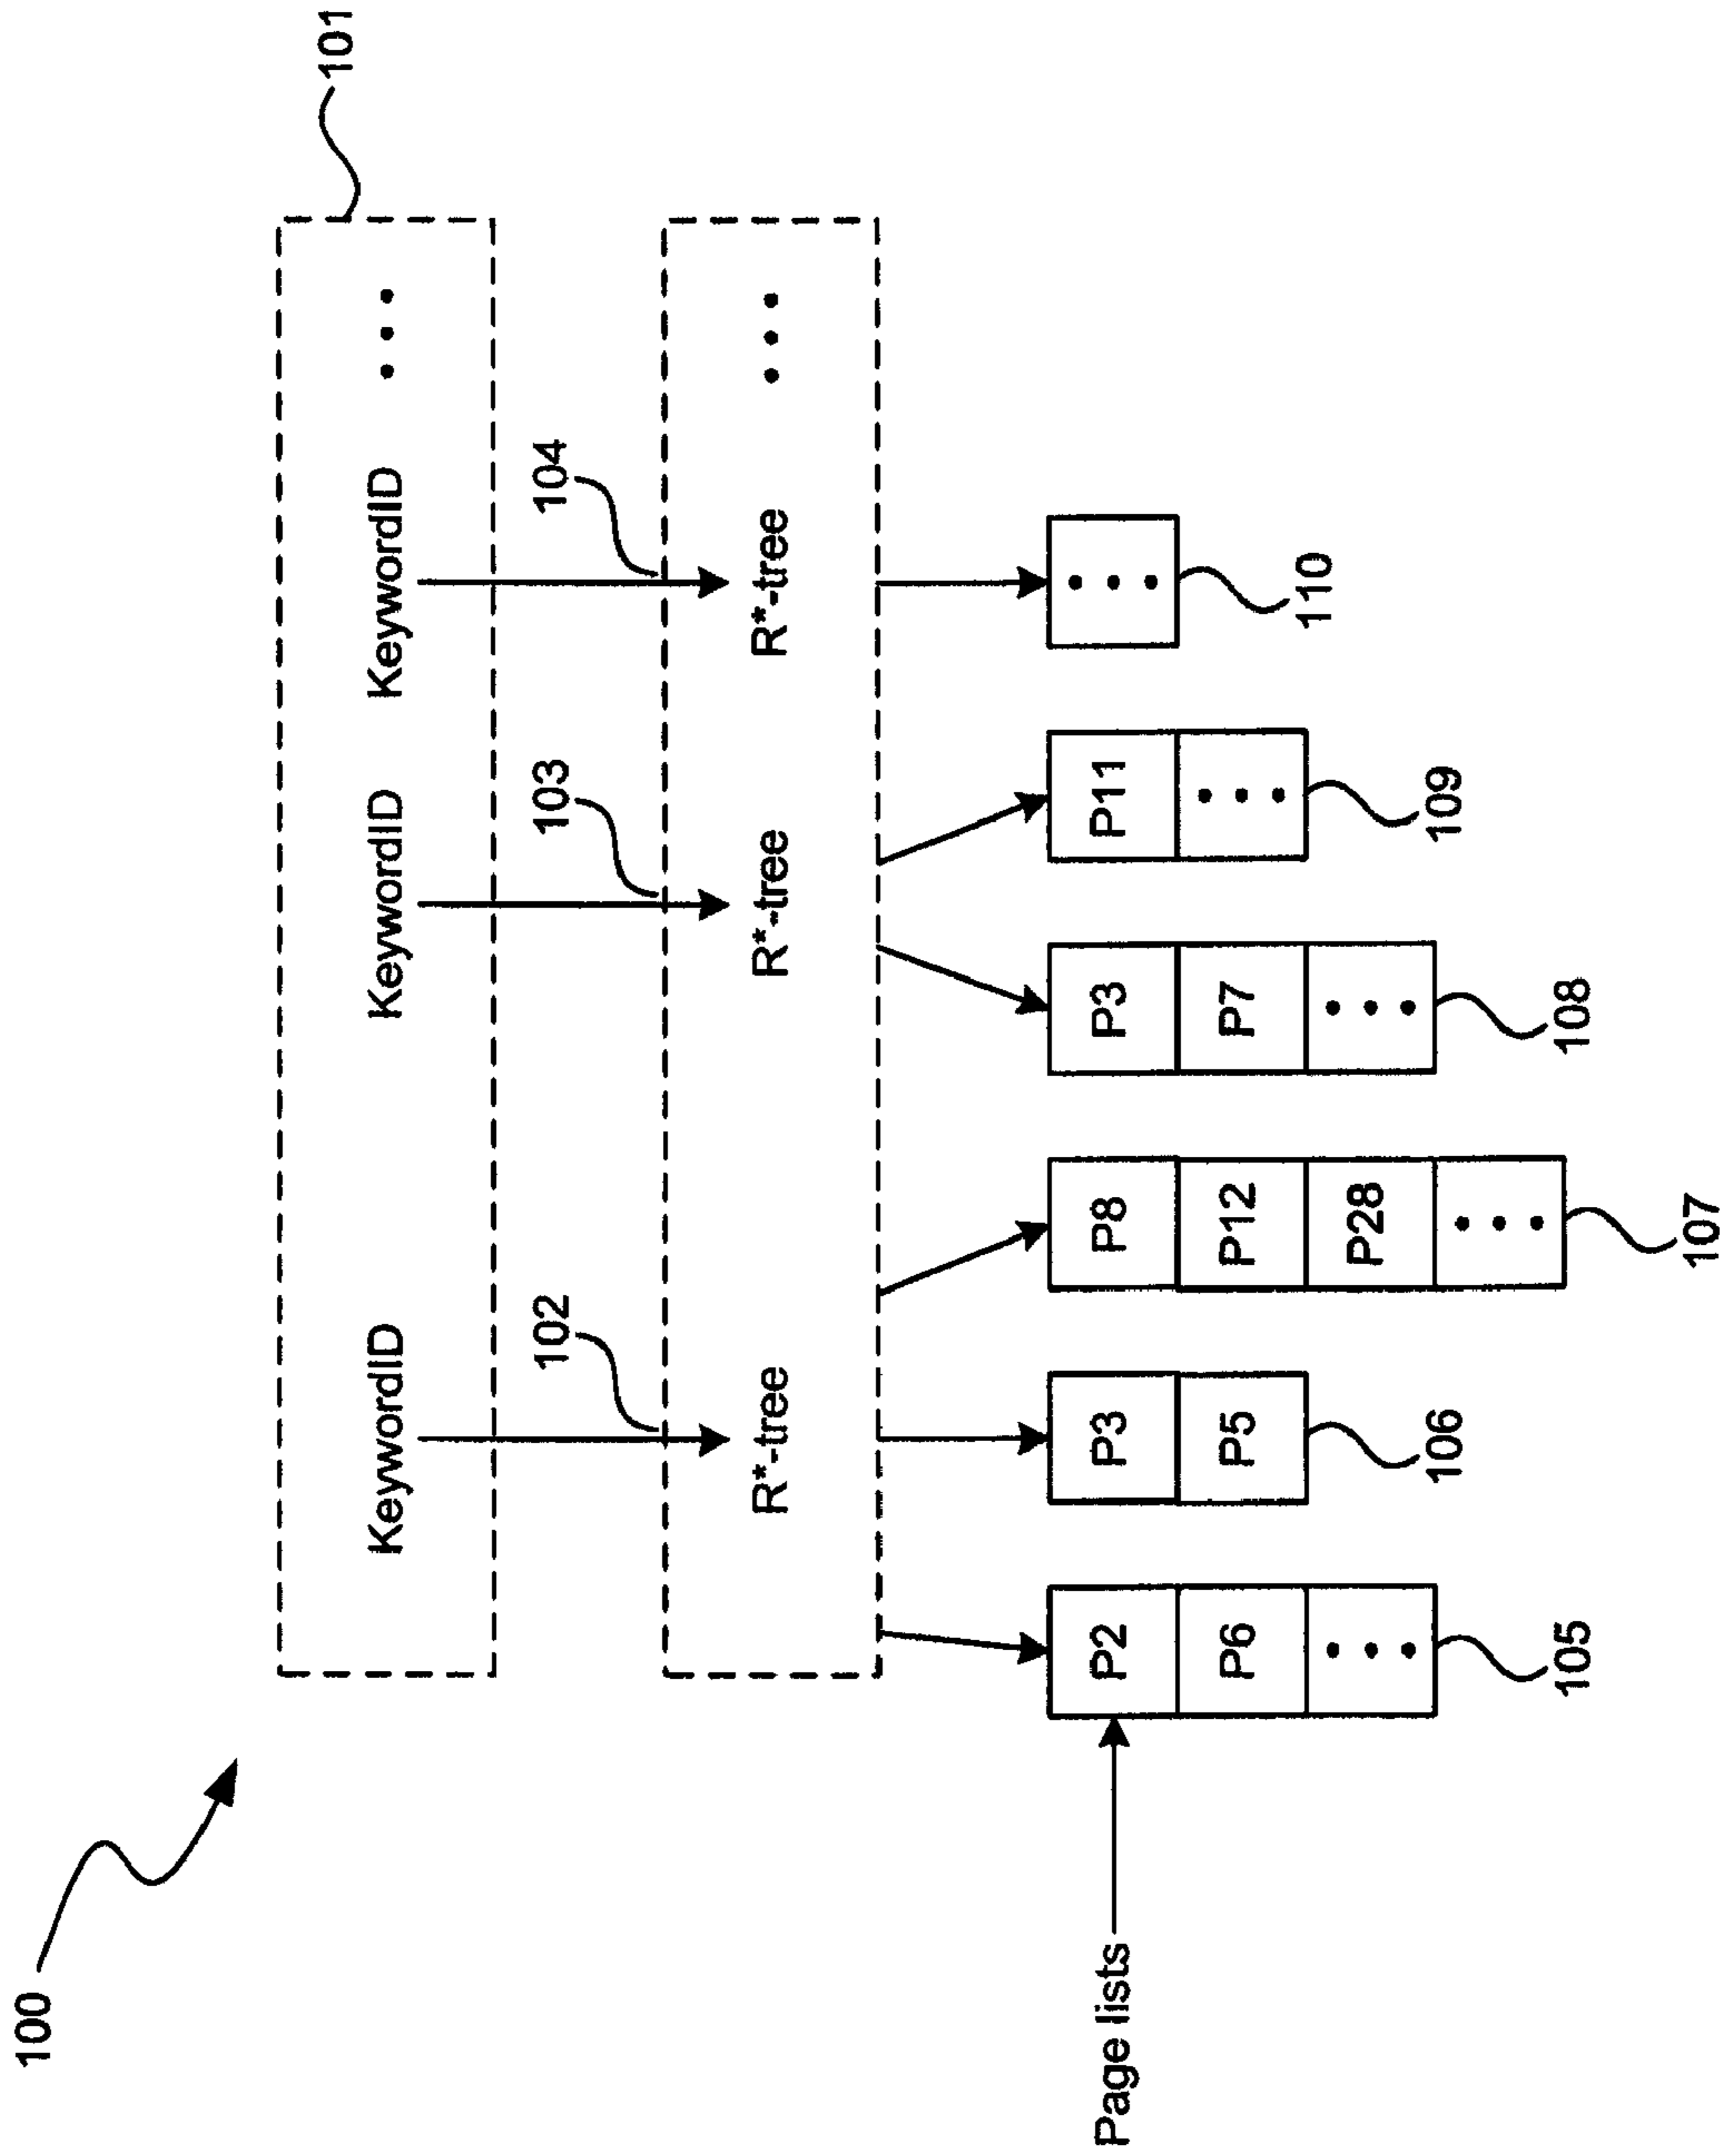 100
101
KeywordID
KeywordID
KeywordID
• • •
102
103
104
R*-tree
R*-tree
R*-tree
• • •
Page lists
P2
P6
• • •
105
P3
P5
106
P8
P12
P28
• • •
107
P3
P7
• • •
108
P11
• • •
109
• • •
110